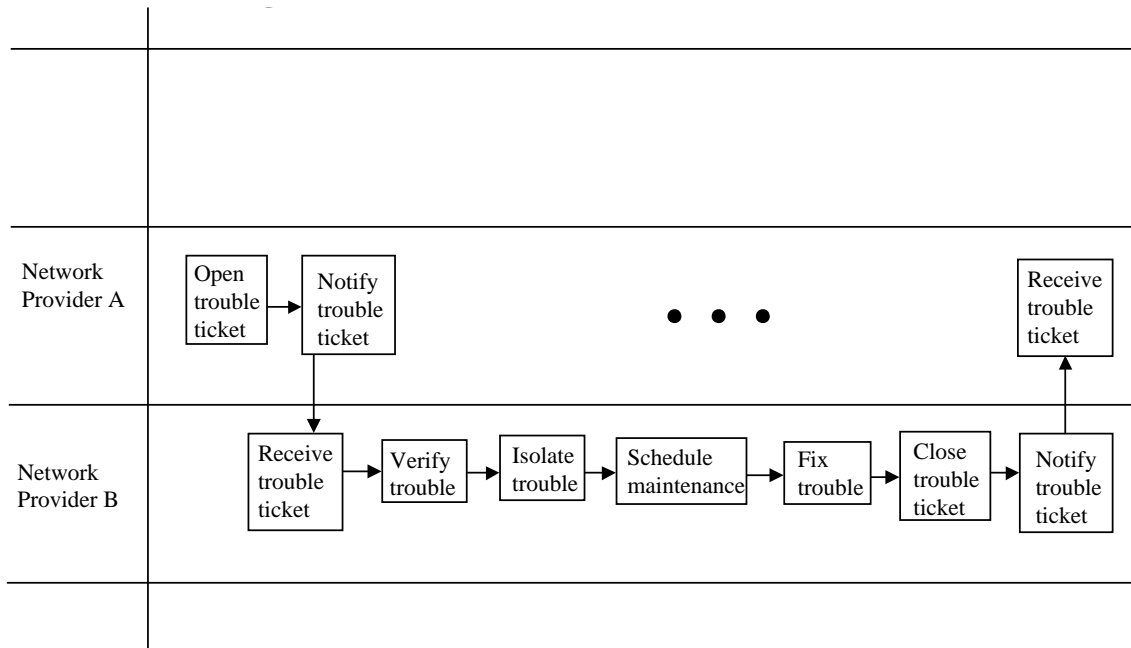 Network
Provider A
Open
trouble
ticket
Notify
trouble
ticket
Receive
trouble
ticket
Network
Provider B
Receive
trouble
ticket
Verify
trouble
Isolate
trouble
Schedule
maintenance
Fix
trouble
Close
trouble
ticket
Notify
trouble
ticket